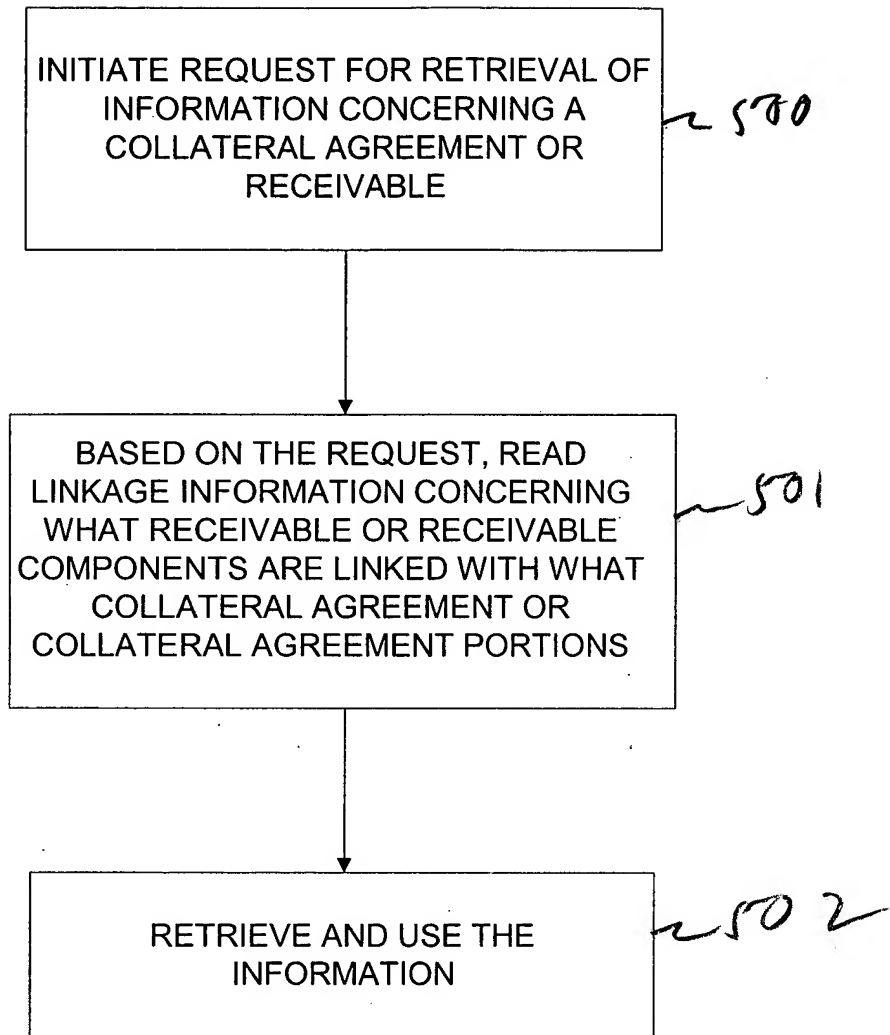 INITIATE REQUEST FOR RETRIEVAL OF
INFORMATION CONCERNING A
COLLATERAL AGREEMENT OR
RECEIVABLE
500
BASED ON THE REQUEST, READ
LINKAGE INFORMATION CONCERNING
WHAT RECEIVABLE OR RECEIVABLE
COMPONENTS ARE LINKED WITH WHAT
COLLATERAL AGREEMENT OR
COLLATERAL AGREEMENT PORTIONS
501
RETRIEVE AND USE THE
INFORMATION
502